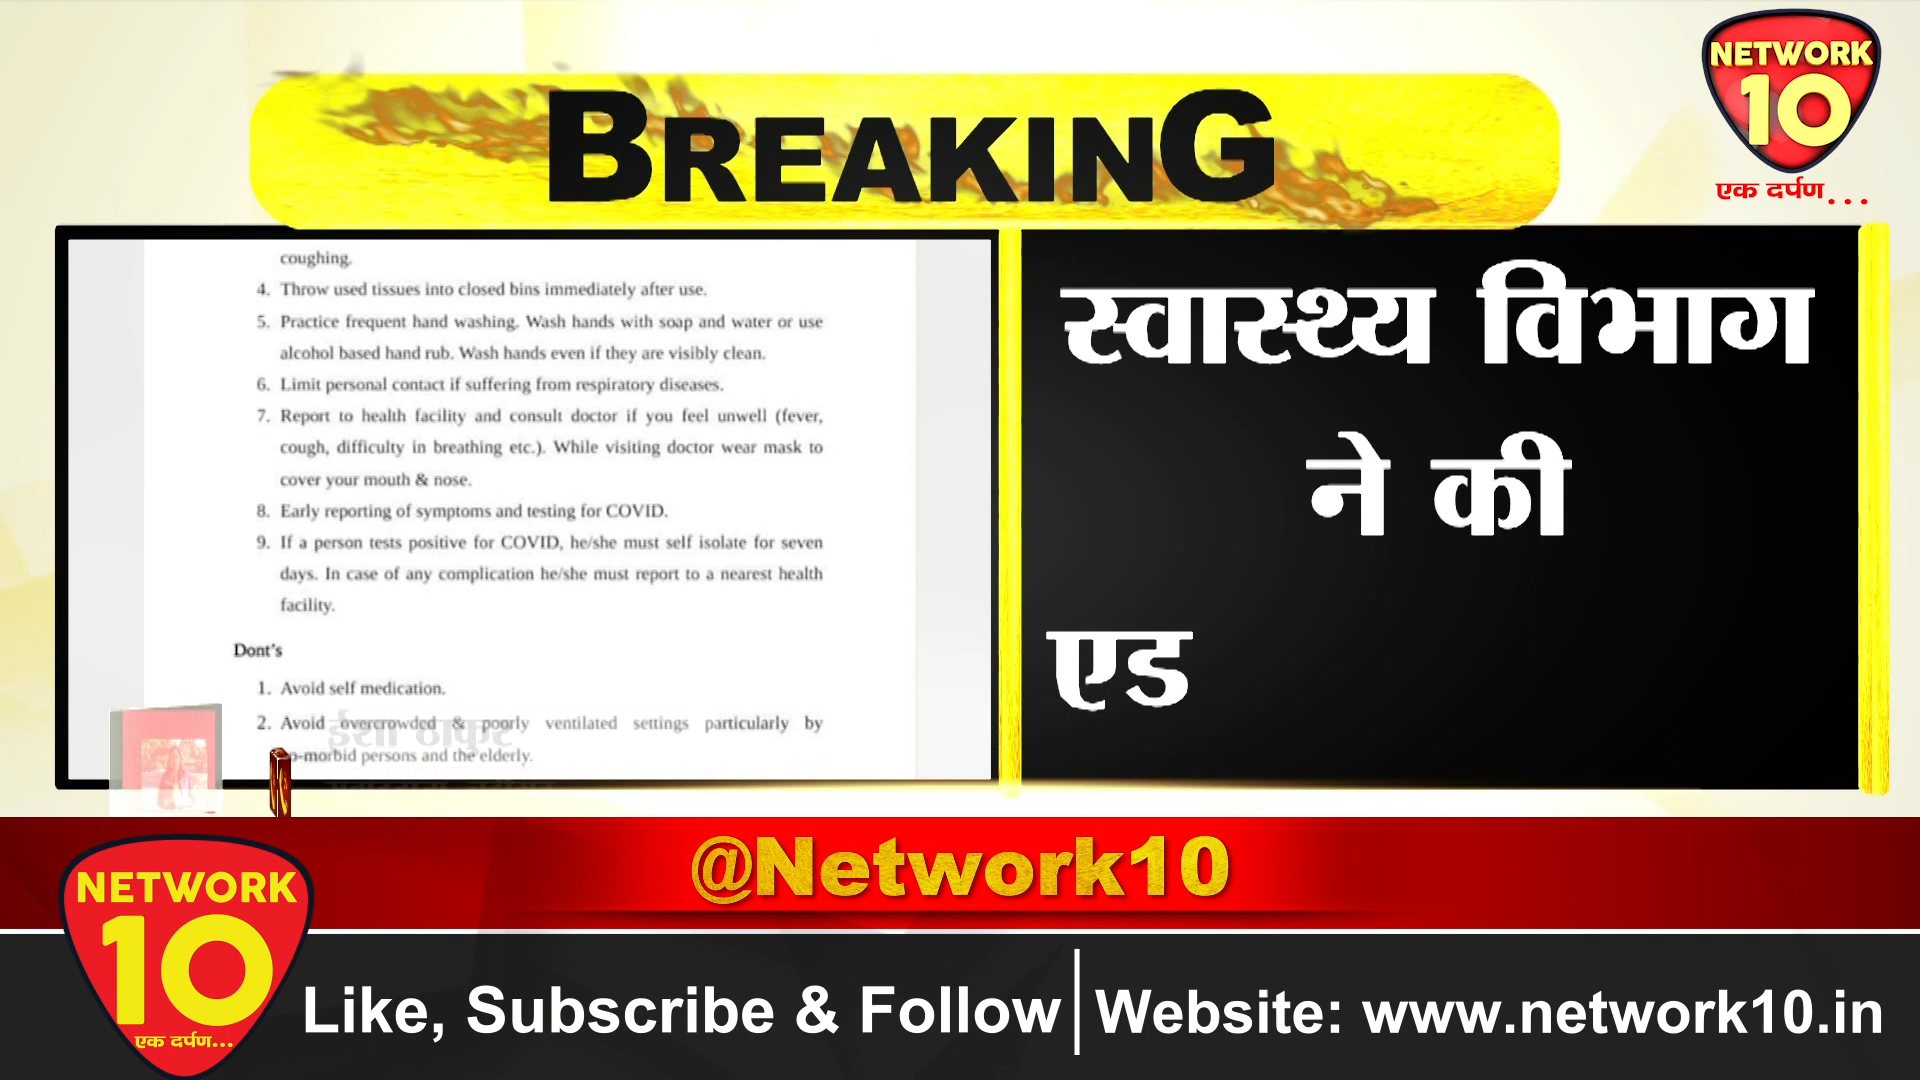 BREAKING
NETWORK
10
एक दर्पण...
coughing.
4. Throw used tissues into closed bins immediately after use.
5. Practice frequent hand washing. Wash hands with soap and water or use
alcohol based hand rub. Wash hands even if they are visibly clean.
6. Limit personal contact if suffering from respiratory diseases.
7. Report to health facility and consult doctor if you feel unwell (fever,
cough, difficulty in breathing etc.). While visiting doctor wear mask to
cover your mouth & nose.
8. Early reporting of symptoms and testing for COVID.
9. If a person tests positive for COVID, he/she must self isolate for seven
days. In case of any complication he/she must report to a nearest health
facility.
Dont's
1. Avoid self medication.
2. Avoid overcrowded & poorly ventilated settings particularly by
o-morbid persons and the elderly.
ईशा ठाकुर
स्वास्थ्य विभाग
ने की
एड
@Network10
NETWORK
10
एक दर्पण...
Like, Subscribe & Follow
Website: www.network10.in